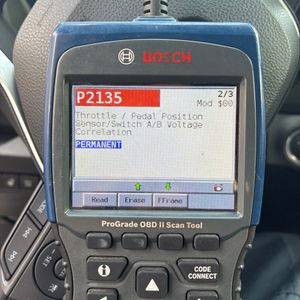 BOSCH
P2135
2/3
Mod $00
Throttle / Pedal Position
Sensor/Switch A/B Voltage
Correlation
PERMANENT
Read
Erase
FFrame
ProGrade OBD II Scan Tool
CODE
CONNECT